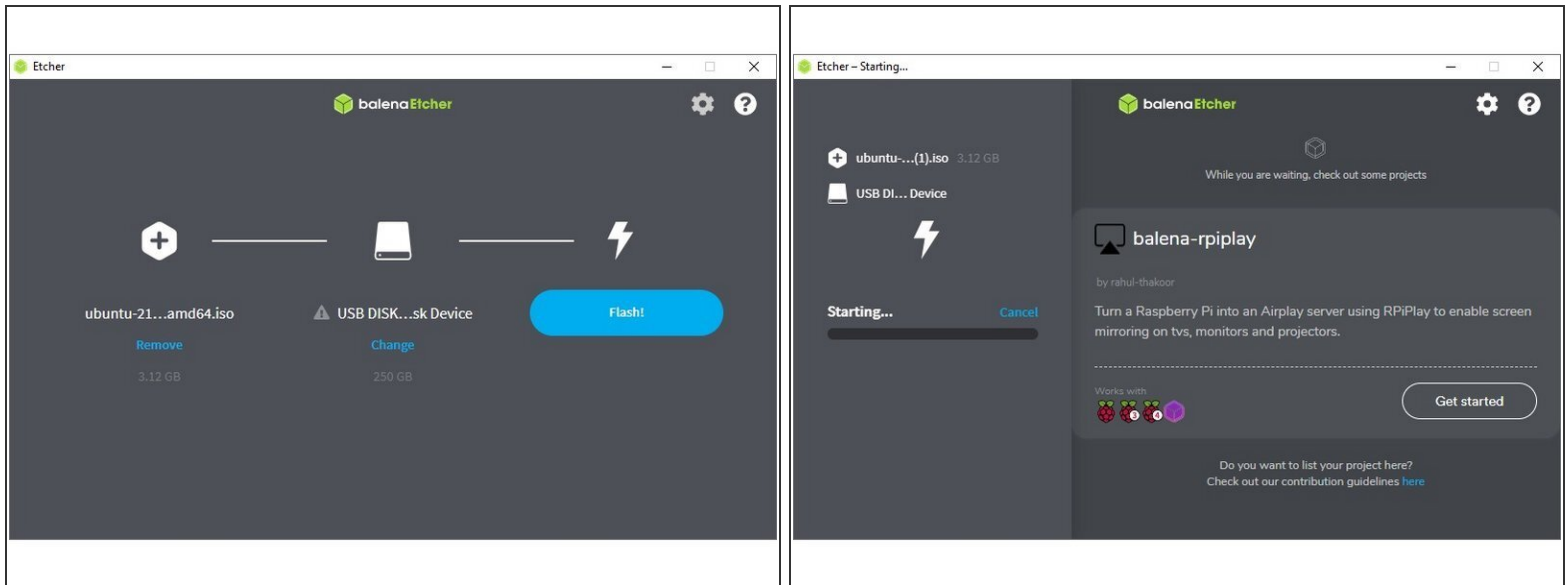 Etcher
balenaEtcher
ubuntu-21...amd64.iso
Remove
3.12 GB
USB DISK...sk Device
Change
250 GB
Flash!
Etcher – Starting...
ubuntu-...(1).iso 3.12 GB
USB DI... Device
Starting... Cancel
balenaEtcher
While you are waiting, check out some projects
balena-rpiplay
by rahul-thakoor
Turn a Raspberry Pi into an Airplay server using RPiPlay to enable screen
mirroring on tvs, monitors and projectors.
Works with
3 4
Get started
Do you want to list your project here?
Check out our contribution guidelines here